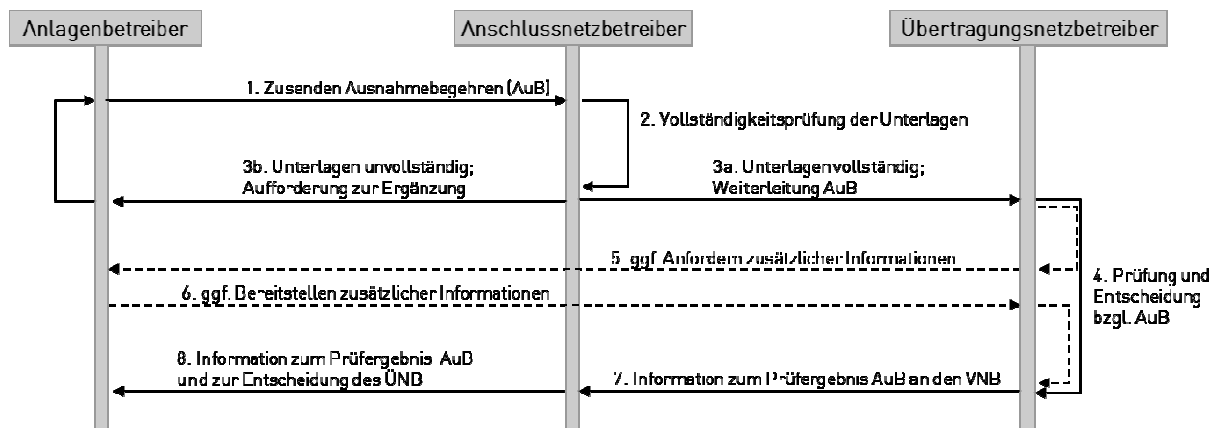 Anlagenbetreiber
Anschlussnetzbetreiber
Übertragungsnetzbetreiber
1. Zusenden Ausnahmebegehren (AuB)
2. Vollständigkeitsprüfung der Unterlagen
3b. Unterlagen unvollständig;
Aufforderung zur Ergänzung
3a. Unterlagen vollständig;
Weiterleitung AuB
5. ggf. Anfordern zusätzlicher Informationen
4. Prüfung und
Entscheidung
bzgl. AuB
6. ggf. Bereitstellen zusätzlicher Informationen
8. Information zum Prüfergebnis AuB
und zur Entscheidung des ÜNB
7. Information zum Prüfergebnis AuB an den VNB